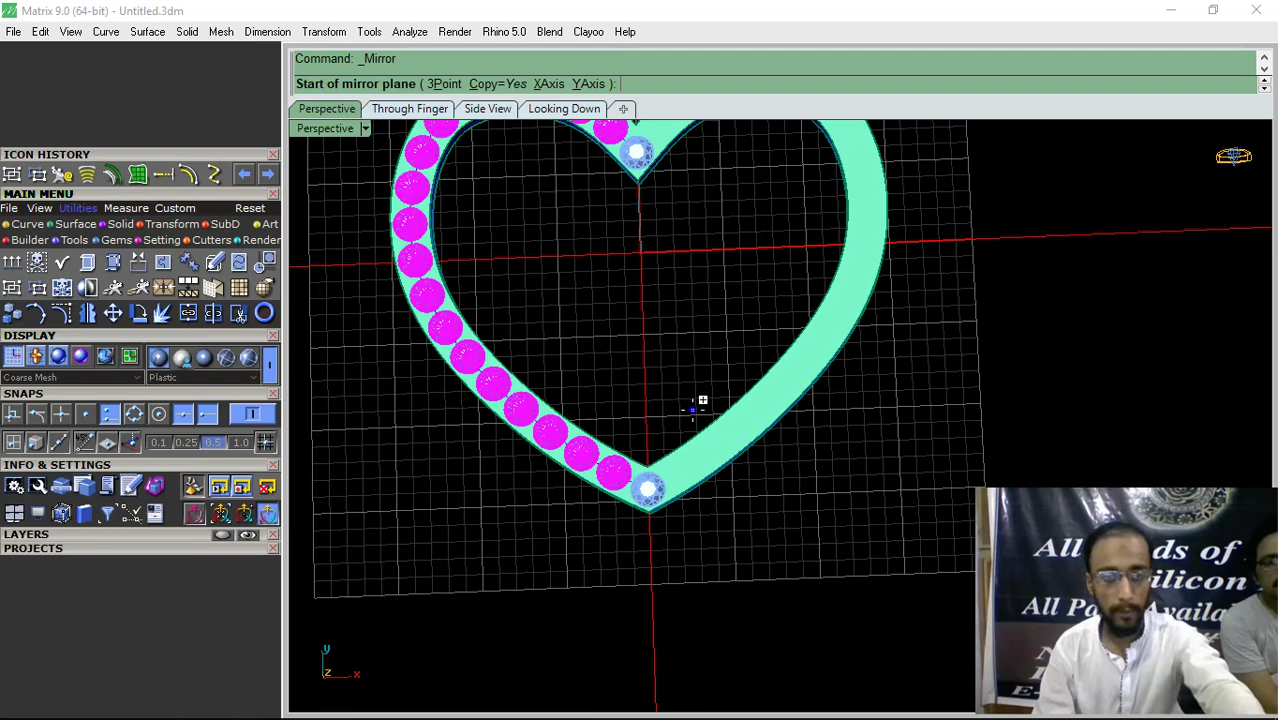 Matrix 9.0 (64-bit) - Untitled.3dm
File Edit View Curve Surface Solid Mesh Dimension Transform Tools Analyze Render Rhino 5.0 Blend Clayoo Help
Command: _Mirror
Start of mirror plane ( 3Point Copy=Yes XAxis YAxis ):
Perspective Through Finger Side View Looking Down
Perspective
ICON HISTORY
MAIN MENU
File View Utilities Measure Custom Reset
Curve Surface Solid Transform SubD Art
Builder Tools Gems Setting Cutters Render
DISPLAY
Coarse Mesh Plastic
SNAPS
0.1 0.25 0.5 1.0
INFO & SETTINGS
LAYERS
PROJECTS
y
z x
All
ds of
Silicon
All Pa
Availa